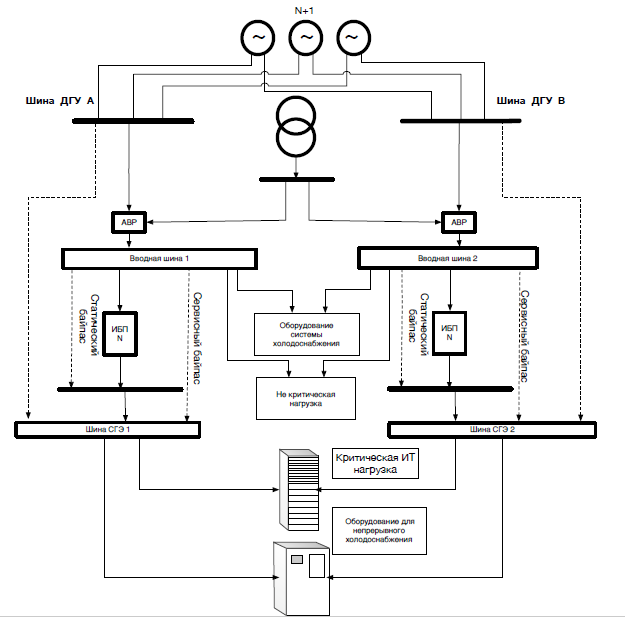 N+1
Шина ДГУ А
Шина ДГУ В
АВР
АВР
Вводная шина 1
Вводная шина 2
Статический
байпас
ИБП
N
Сервисный байпас
Оборудование
системы
холодоснабжения
Статический
байпас
ИБП
N
Сервисный байпас
Не критическая
нагрузка
Шина СГЭ 1
Шина СГЭ 2
Критическая ИТ
нагрузка
Оборудование для
непрерывного
холодоснабжения